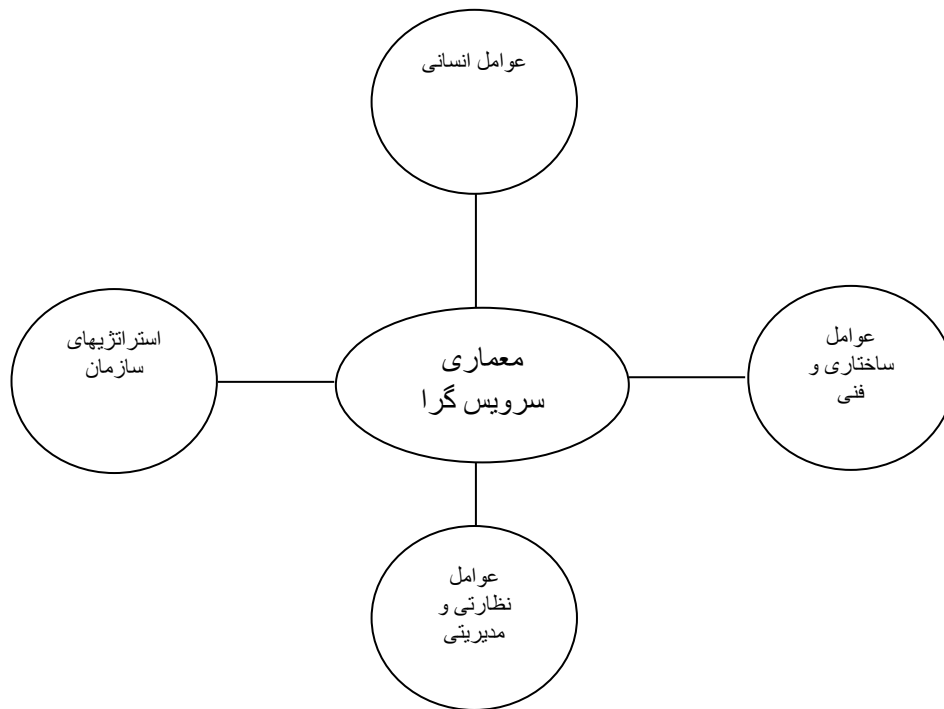 عوامل انسانی
استراتژیهای
سازمان
معماری
سرویس گرا
عوامل
ساختاری و
فنی
عوامل
نظارتی و
مدیریتی